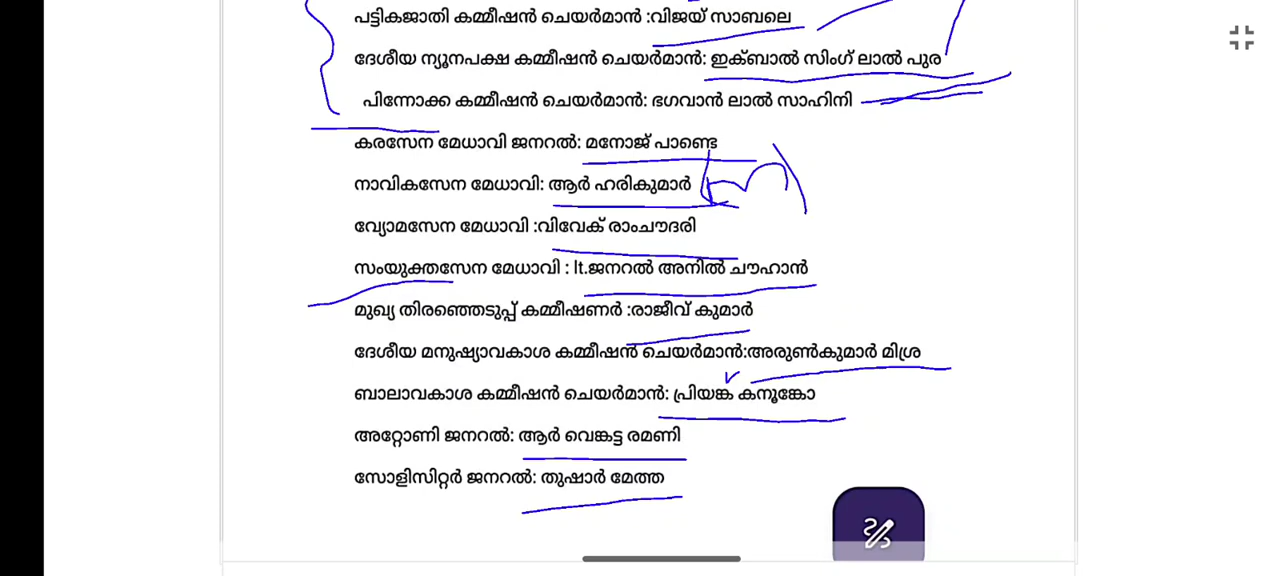 പട്ടികജാതി കമ്മീഷൻ ചെയർമാൻ :വിജയ് സാബലെ
ദേശീയ ന്യൂനപക്ഷ കമ്മീഷൻ ചെയർമാൻ: ഇക്ബാൽ സിംഗ് ലാൽ പുര
പിന്നോക്ക കമ്മീഷൻ ചെയർമാൻ: ഭഗവാൻ ലാൽ സാഹിനി
കരസേന മേധാവി ജനറൽ: മനോജ് പാണ്ടെ
നാവികസേന മേധാവി: ആർ ഹരികുമാർ
വ്യോമസേന മേധാവി :വിവേക് രാംചൗദരി
സംയുക്തസേന മേധാവി : lt.ജനറൽ അനിൽ ചൗഹാൻ
മുഖ്യ തിരഞ്ഞെടുപ്പ് കമ്മീഷണർ :രാജീവ് കുമാർ
ദേശീയ മനുഷ്യാവകാശ കമ്മീഷൻ ചെയർമാൻ:അരുൺകുമാർ മിശ്ര
ബാലാവകാശ കമ്മീഷൻ ചെയർമാൻ: പ്രിയങ്ക കനൂങ്കോ
അറ്റോണി ജനറൽ: ആർ വെങ്കട്ട രമണി
സോളിസിറ്റർ ജനറൽ: തുഷാർ മേത്ത